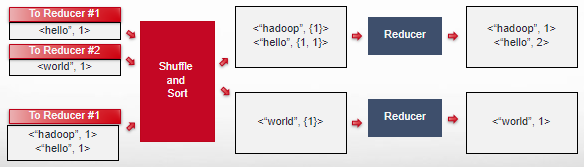 To Reducer #1
<“hello”, 1>
To Reducer #2
<“world”, 1>
To Reducer #1
<“hadoop”, 1>
<“hello”, 1>
Shuffle
and
Sort
<“hadoop”, {1}>
<“hello”, {1, 1}>
Reducer
<“hadoop”, 1>
<“hello”, 2>
<“world”, {1}>
Reducer
<“world”, 1>